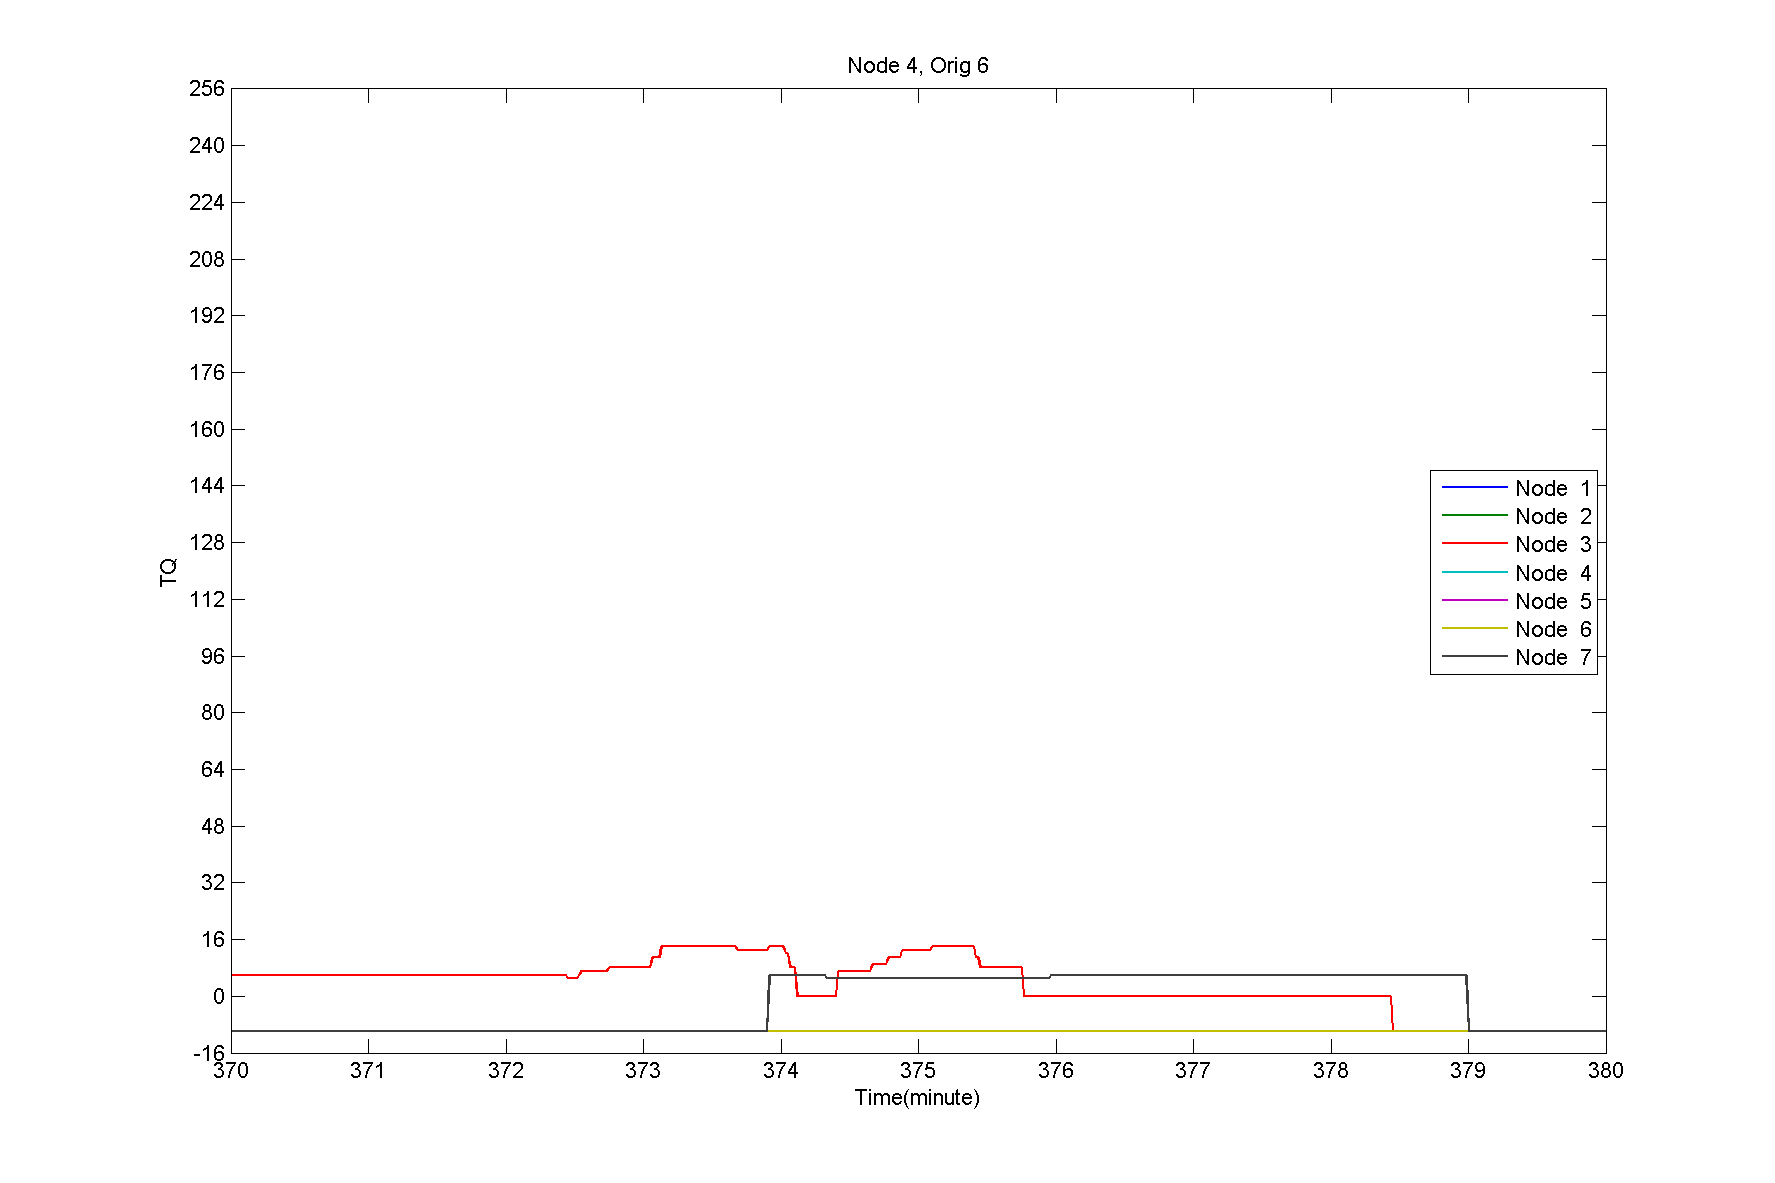 Node 4, Orig 6
256
240
224
208
192
176
160
144
128
112
96
80
64
48
32
16
0
-16
TQ
Node 1
Node 2
Node 3
Node 4
Node 5
Node 6
Node 7
370 371 372 373 374 375 376 377 378 379 380
Time(minute)